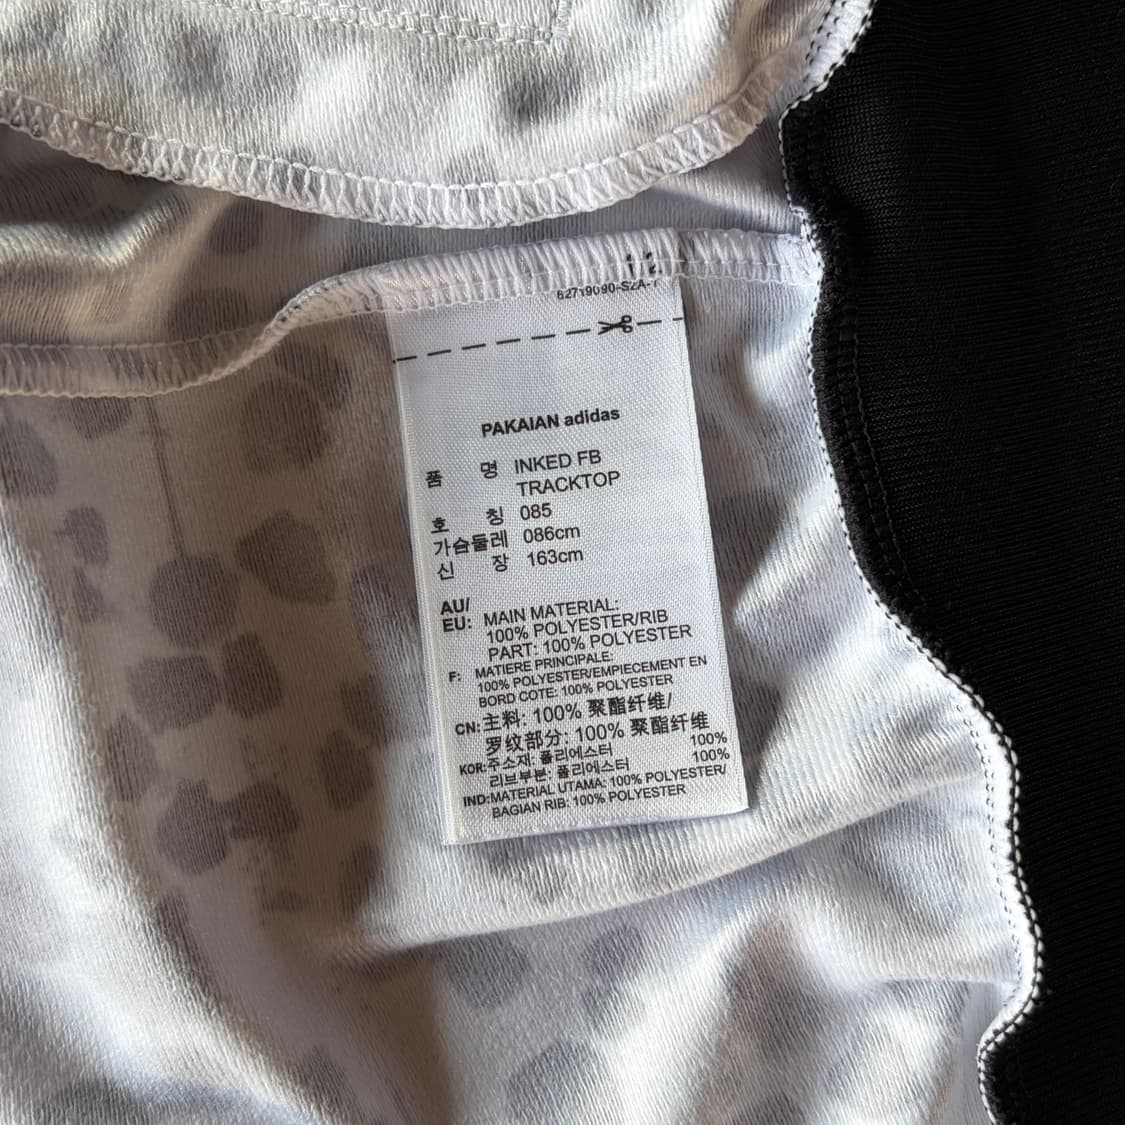 62719090-S2A-1
PAKAIAN adidas
품 명 INKED FB
TRACKTOP
호 칭 085
가슴둘레 086cm
신 장 163cm
AU/
EU: MAIN MATERIAL:
100% POLYESTER/RIB
PART: 100% POLYESTER
F: MATIERE PRINCIPALE:
100% POLYESTER/EMPIECEMENT EN
BORD COTE: 100% POLYESTER
CN: 主料: 100% 聚酯纤维/
罗纹部分: 100% 聚酯纤维
KOR: 주소재: 폴리에스터 100%
리브부분: 폴리에스터 100%
IND: MATERIAL UTAMA: 100% POLYESTER/
BAGIAN RIB: 100% POLYESTER